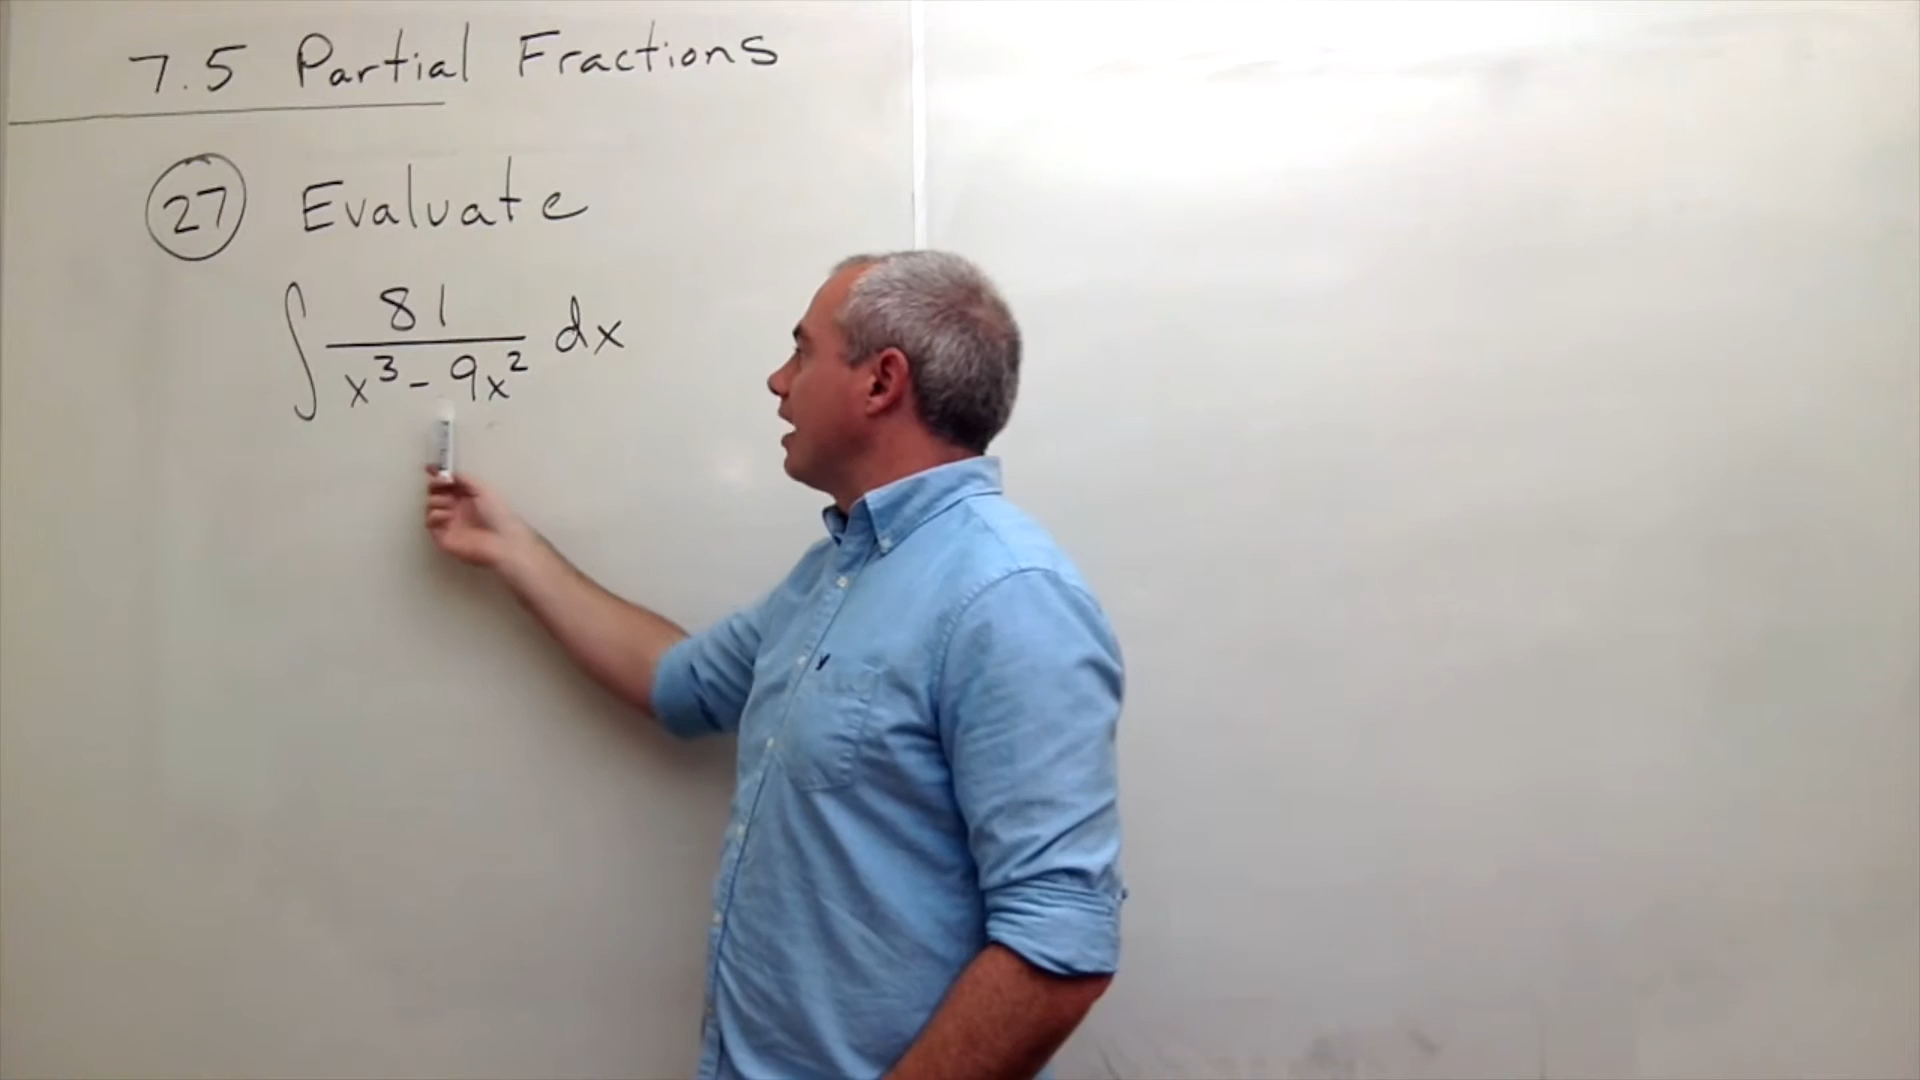 7.5 Partial Fractions
27 Evaluate
∫ 81 / (x³ - 9x²) dx